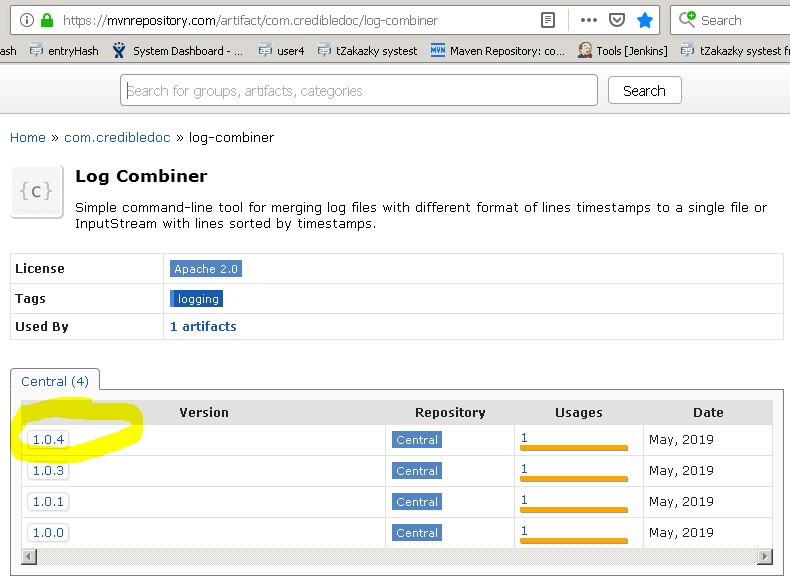 https://mvnrepository.com/artifact/com.credibledoc/log-combiner
Search
ash entryHash System Dashboard - ... user4 tZakazky systest Maven Repository: co... Tools [Jenkins] tZakazky systest fr
Search for groups, artifacts, categories Search
Home » com.credibledoc » log-combiner
{c}
Log Combiner
Simple command-line tool for merging log files with different format of lines timestamps to a single file or
InputStream with lines sorted by timestamps.
License Apache 2.0
Tags logging
Used By 1 artifacts
Central (4)
Version Repository Usages Date
1.0.4 Central 1 May, 2019
1.0.3 Central 1 May, 2019
1.0.1 Central 1 May, 2019
1.0.0 Central 1 May, 2019